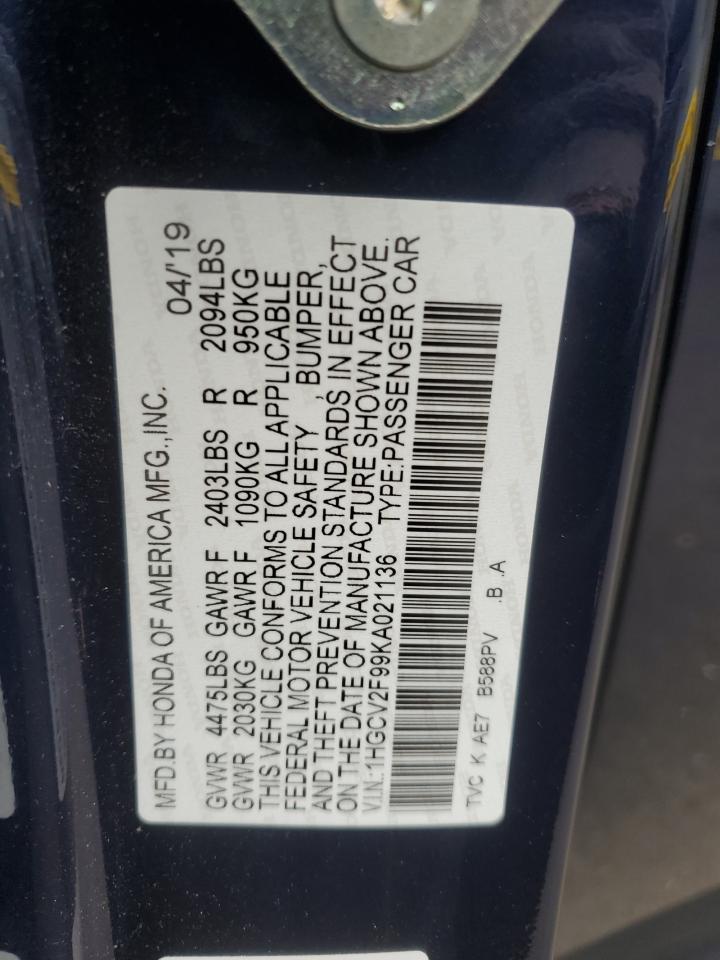 MFD.BY HONDA OF AMERICA MFG.,INC. 04/'19
GVWR 4475LBS GAWR F 2403LBS R 2094LBS
GVWR 2030KG GAWR F 1090KG R 950KG
THIS VEHICLE CONFORMS TO ALL APPLICABLE
FEDERAL MOTOR VEHICLE SAFETY , BUMPER,
AND THEFT PREVENTION STANDARDS IN EFFECT
ON THE DATE OF MANUFACTURE SHOWN ABOVE.
V.I.N.:1HGCV2F99KA021136 TYPE:PASSENGER CAR
TVC K AE7 B588PV .B .A